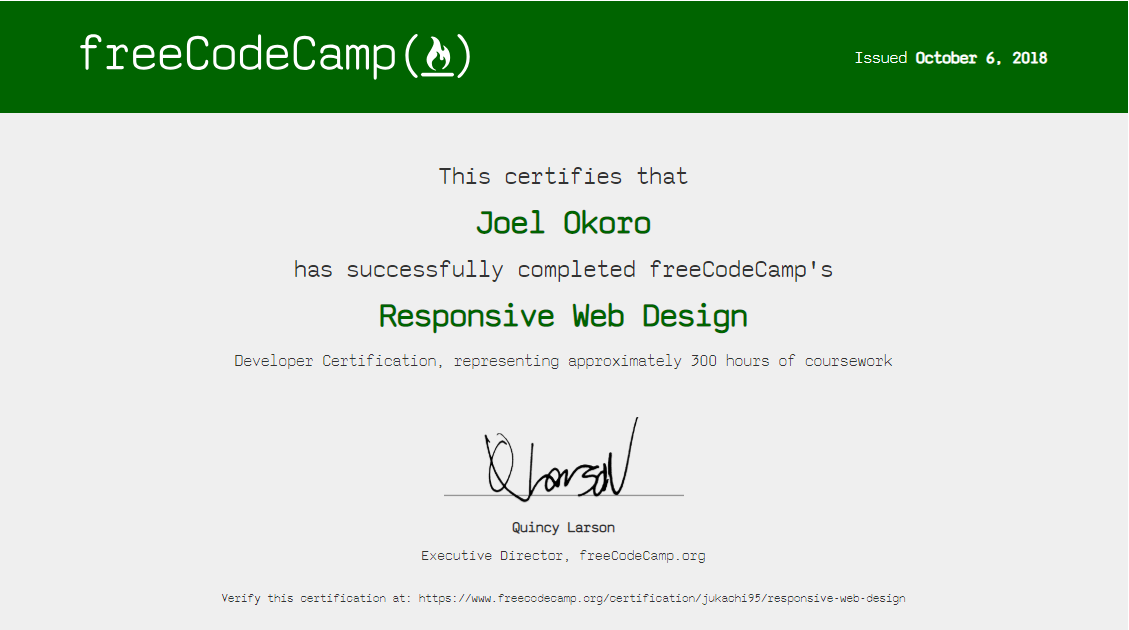 freeCodeCamp(🔥)
Issued October 6, 2018
This certifies that
Joel Okoro
has successfully completed freeCodeCamp's
Responsive Web Design
Developer Certification, representing approximately 300 hours of coursework
Q Larson
Quincy Larson
Executive Director, freeCodeCamp.org
Verify this certification at: https://www.freecodecamp.org/certification/jukachi95/responsive-web-design